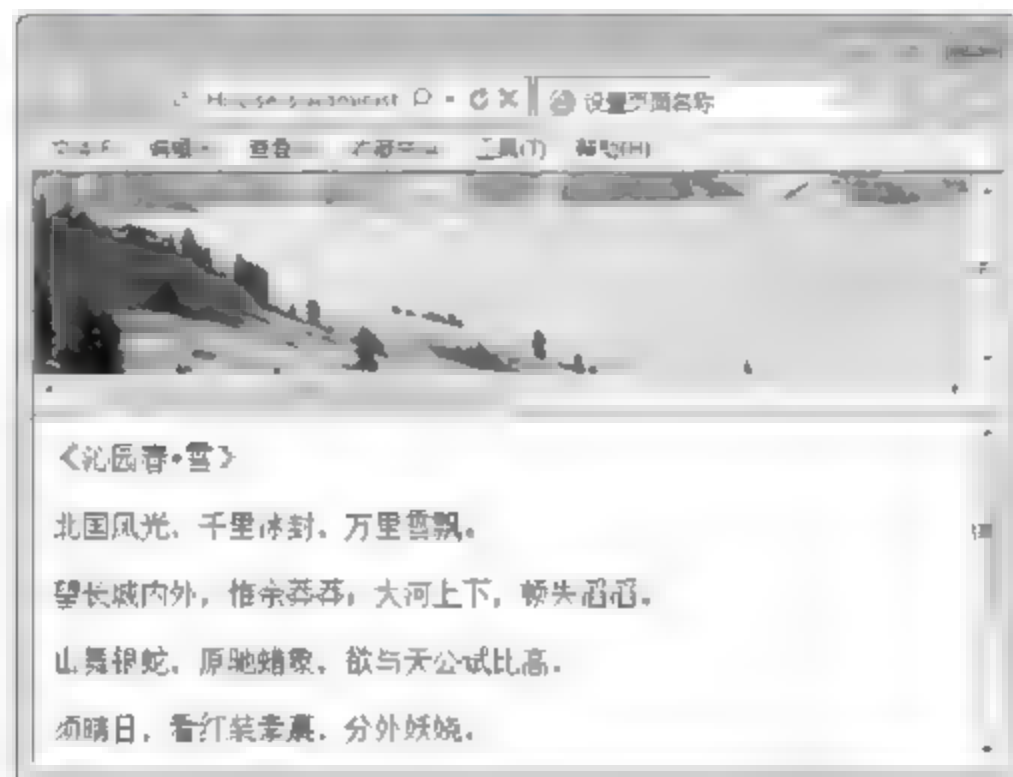 设置页面名称
编辑 查看 工具(T) 帮助(H)
《沁园春•雪》
北国风光，千里冰封，万里雪飘。
望长城内外，惟余莽莽；大河上下，顿失滔滔。
山舞银蛇，原驰蜡象，欲与天公试比高。
须晴日，看红装素裹，分外妖娆。